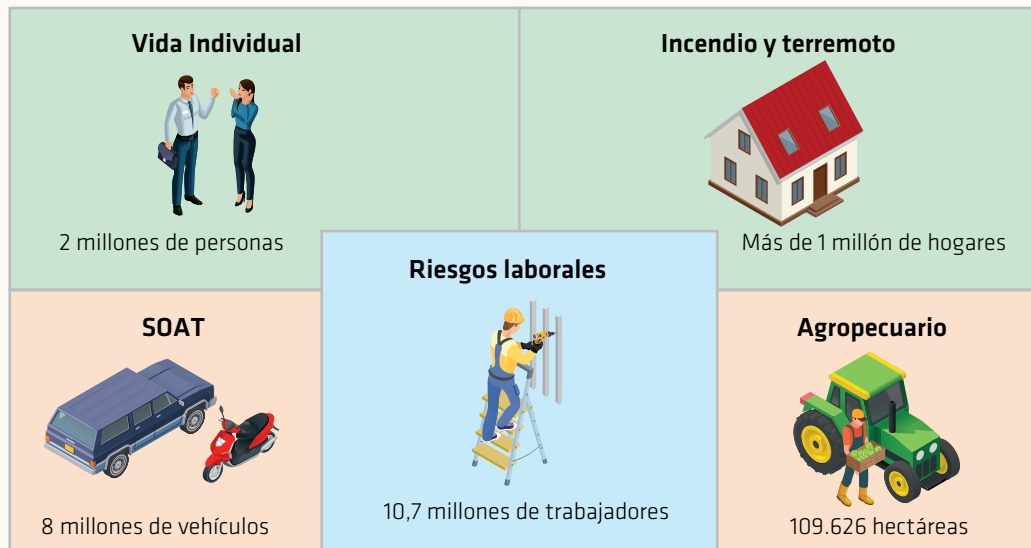 Vida Individual
2 millones de personas
Incendio y terremoto
Más de 1 millón de hogares
Riesgos laborales
10,7 millones de trabajadores
SOAT
8 millones de vehículos
Agropecuario
109.626 hectáreas